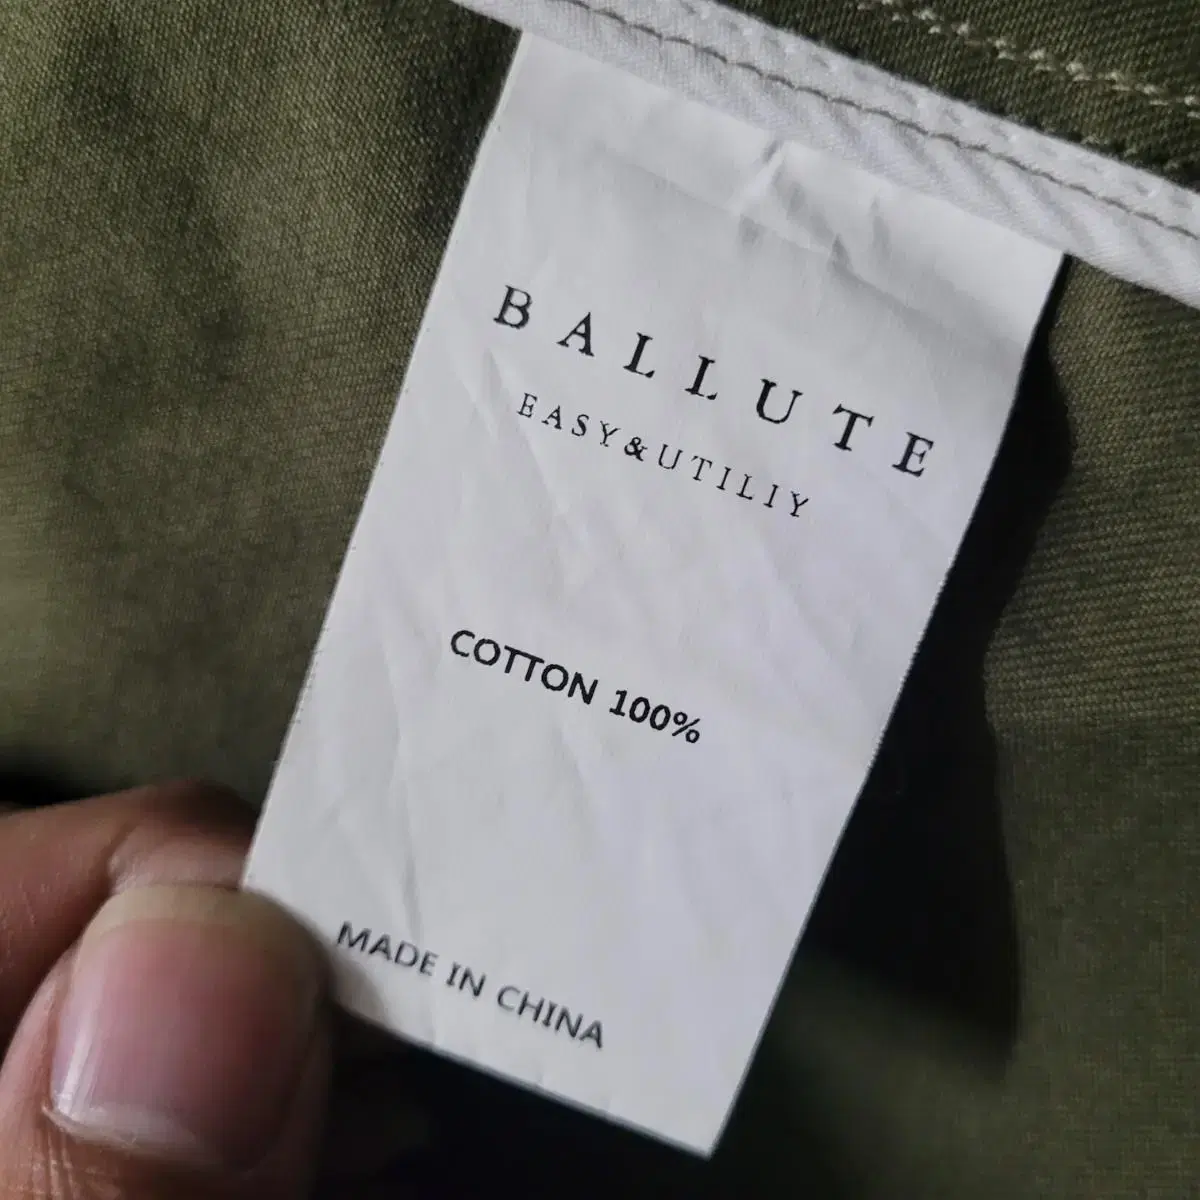 BALLUTE
EASY&UTILIY
COTTON 100%
MADE IN CHINA